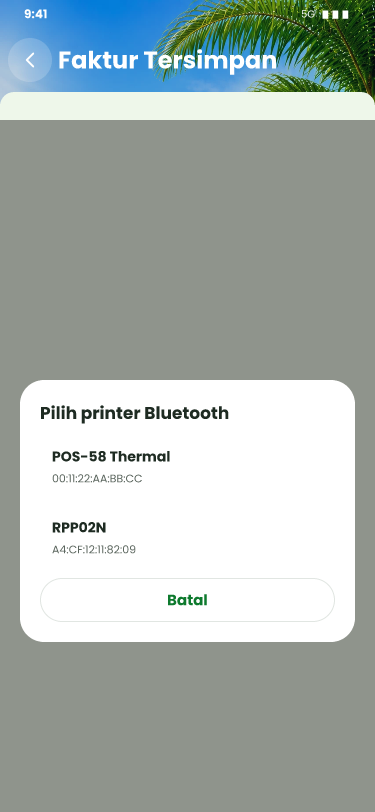 9:41
5G
Faktur Tersimpan
Pilih printer Bluetooth
POS-58 Thermal
00:11:22:AA:BB:CC
RPP02N
A4:CF:12:11:82:09
Batal